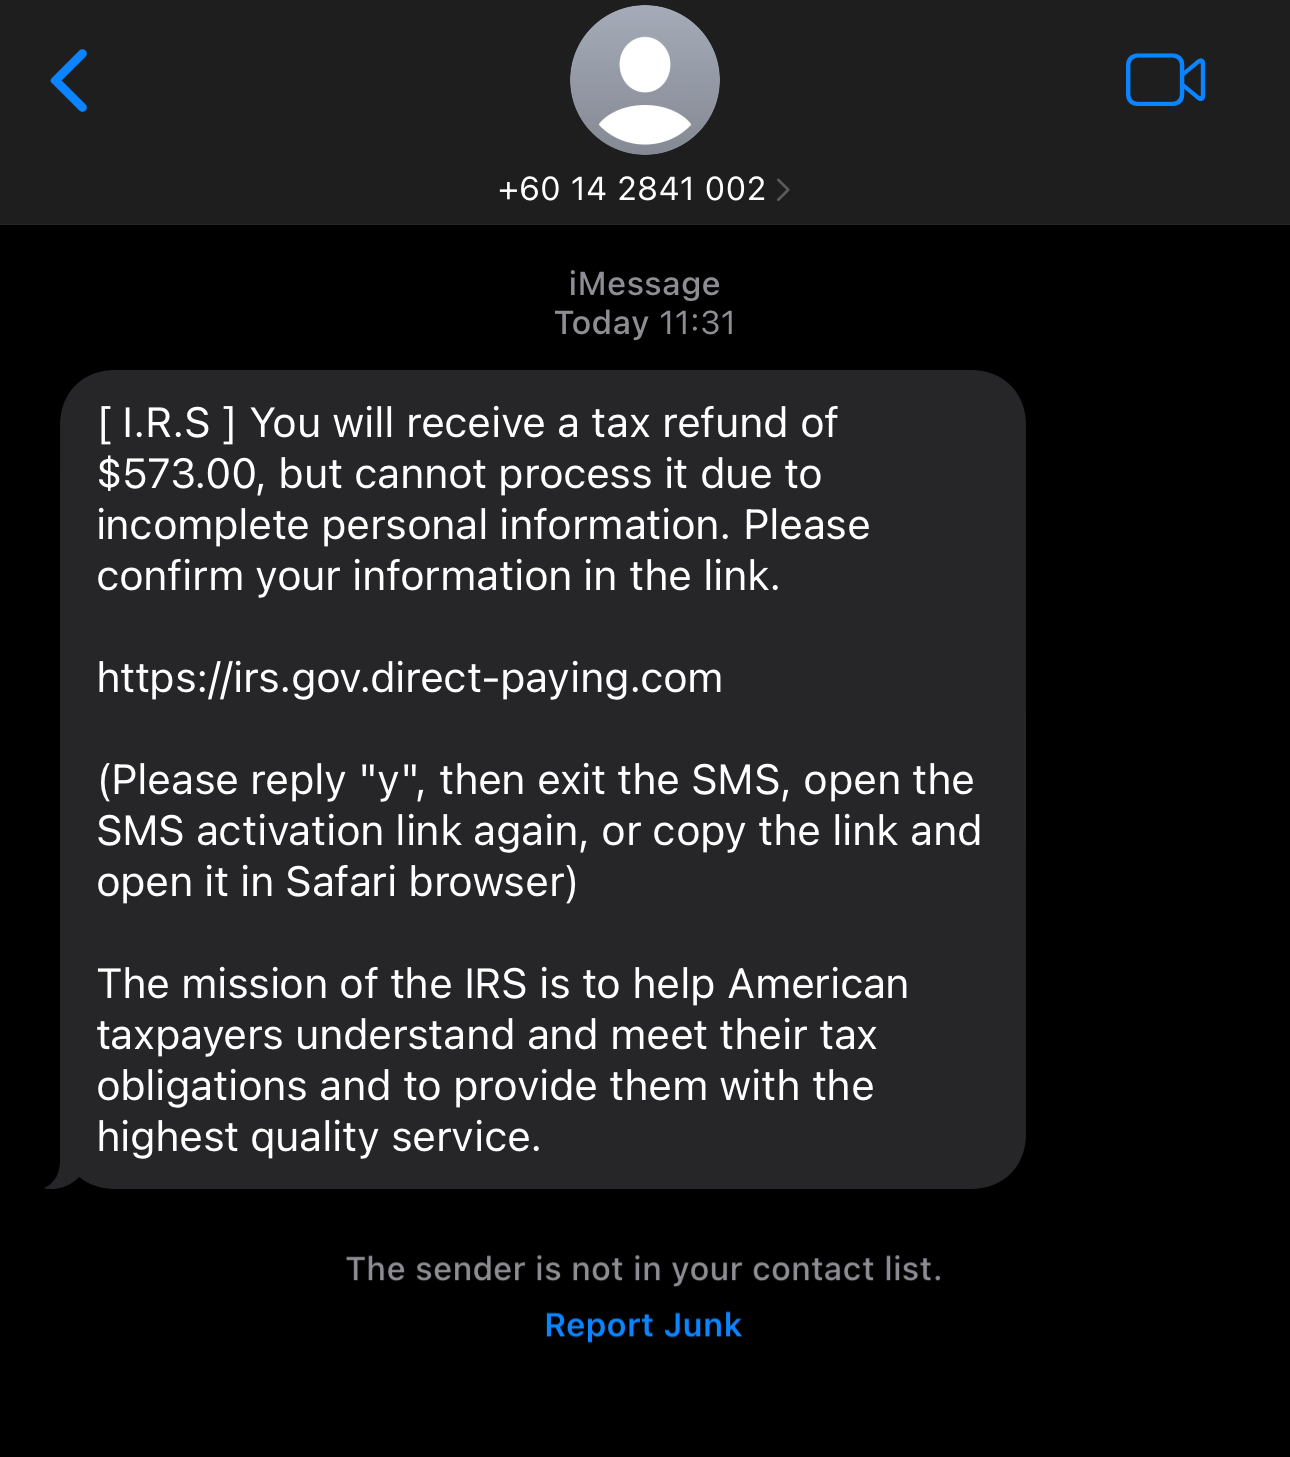 +60 14 2841 002
iMessage
Today 11:31
[ I.R.S ] You will receive a tax refund of
$573.00, but cannot process it due to
incomplete personal information. Please
confirm your information in the link.
https://irs.gov.direct-paying.com
(Please reply "y", then exit the SMS, open the
SMS activation link again, or copy the link and
open it in Safari browser)
The mission of the IRS is to help American
taxpayers understand and meet their tax
obligations and to provide them with the
highest quality service.
The sender is not in your contact list.
Report Junk